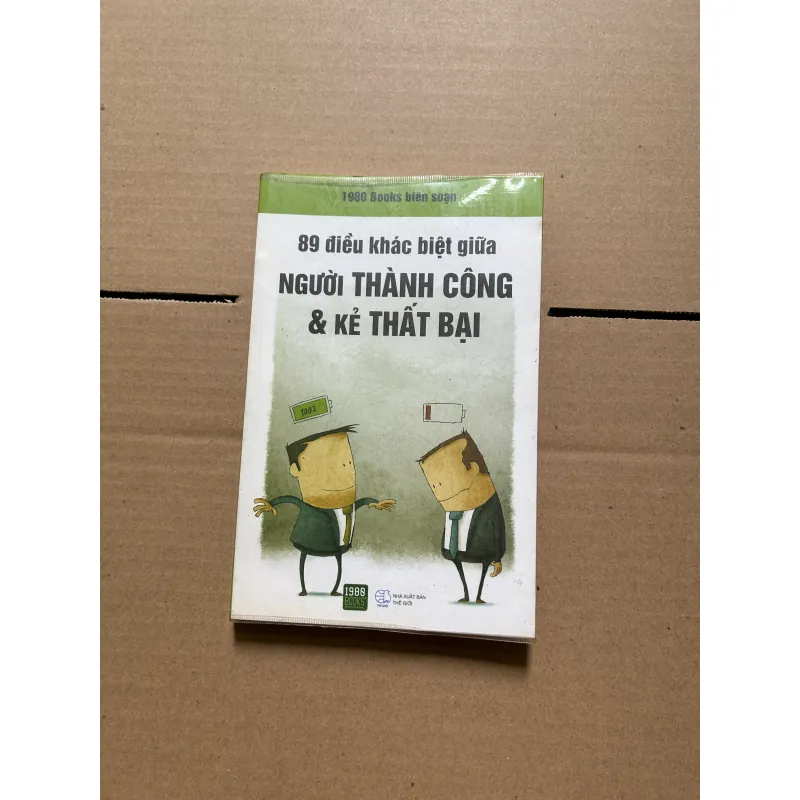 1980 Books biên soạn
89 điều khác biệt giữa
NGƯỜI THÀNH CÔNG
& KẺ THẤT BẠI
100%
1980
BOOKS
NHÀ XUẤT BẢN
THẾ GIỚI